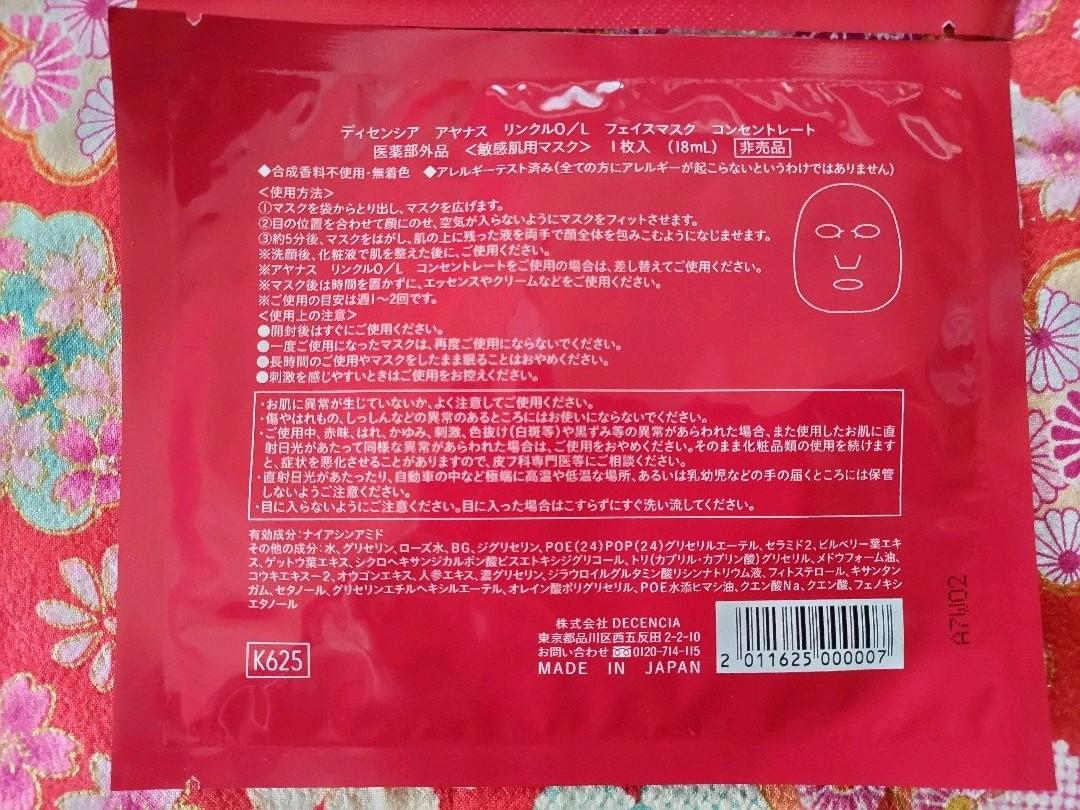 ディセンシア アヤナス リンクルO/L フェイスマスク コンセントレート
医薬部外品 <敏感肌用マスク> 1枚入 (18mL) 非売品
◆合成香料不使用・無着色 ◆アレルギーテスト済み(全ての方にアレルギーが起こらないというわけではありません)
<使用方法>
①マスクを袋からとり出し、マスクを広げます。
②目の位置を合わせて顔にのせ、空気が入らないようにマスクをフィットさせます。
③約5分後、マスクをはがし、肌の上に残った液を両手で顔全体を包みこむようになじませます。
※洗顔後、化粧液で肌を整えた後に、ご使用ください。
※アヤナス リンクルO/L コンセントレートをご使用の場合は、差し替えてご使用ください。
※マスク後は時間を置かずに、エッセンスやクリームなどをご使用ください。
※ご使用の目安は週1〜2回です。
<使用上の注意>
●開封後はすぐにご使用ください。
●一度ご使用になったマスクは、再度ご使用にならないでください。
●長時間のご使用やマスクをしたまま眠ることはおやめください。
●刺激を感じやすいときはご使用をお控えください。
・お肌に異常が生じていないか、よく注意してご使用ください。
・傷やはれもの、しっしんなどの異常のあるところにはお使いにならないでください。
・ご使用中、赤味、はれ、かゆみ、刺激、色抜け(白斑等)や黒ずみ等の異常があらわれた場合、また使用したお肌に直
射日光があたって同様な異常があらわれた場合は、ご使用をおやめください。そのまま化粧品類の使用を続けます
と、症状を悪化させることがありますので、皮フ科専門医等にご相談ください。
・直射日光があたったり、自動車の中など極端に高温や低温な場所、あるいは乳幼児などの手の届くところには保管
しないようご注意ください。
・目に入らないようにご注意ください。目に入った場合はこすらずにすぐ洗い流してください。
有効成分:ナイアシンアミド
その他の成分:水、グリセリン、ローズ水、BG、ジグリセリン、POE(24)POP(24)グリセリルエーテル、セラミド2、ビルベリー葉エキ
ス、ゲットウ葉エキス、シクロヘキサンジカルボン酸ビスエトキシジグリコール、トリ(カプリル・カプリン酸)グリセリル、メドウフォーム油、
コウキエキス-2、オウゴンエキス、人参エキス、濃グリセリン、ジラウロイルグルタミン酸リシンナトリウム液、フィトステロール、キサンタン
ガム、セタノール、グリセリンエチルヘキシルエーテル、オレイン酸ポリグリセリル、POE水添ヒマシ油、クエン酸Na、クエン酸、フェノキシ
エタノール
株式会社 DECENCIA
東京都品川区西五反田 2-2-10
お問い合わせ 0120-714-115
MADE IN JAPAN
K625
2 011625 000007
A7W02